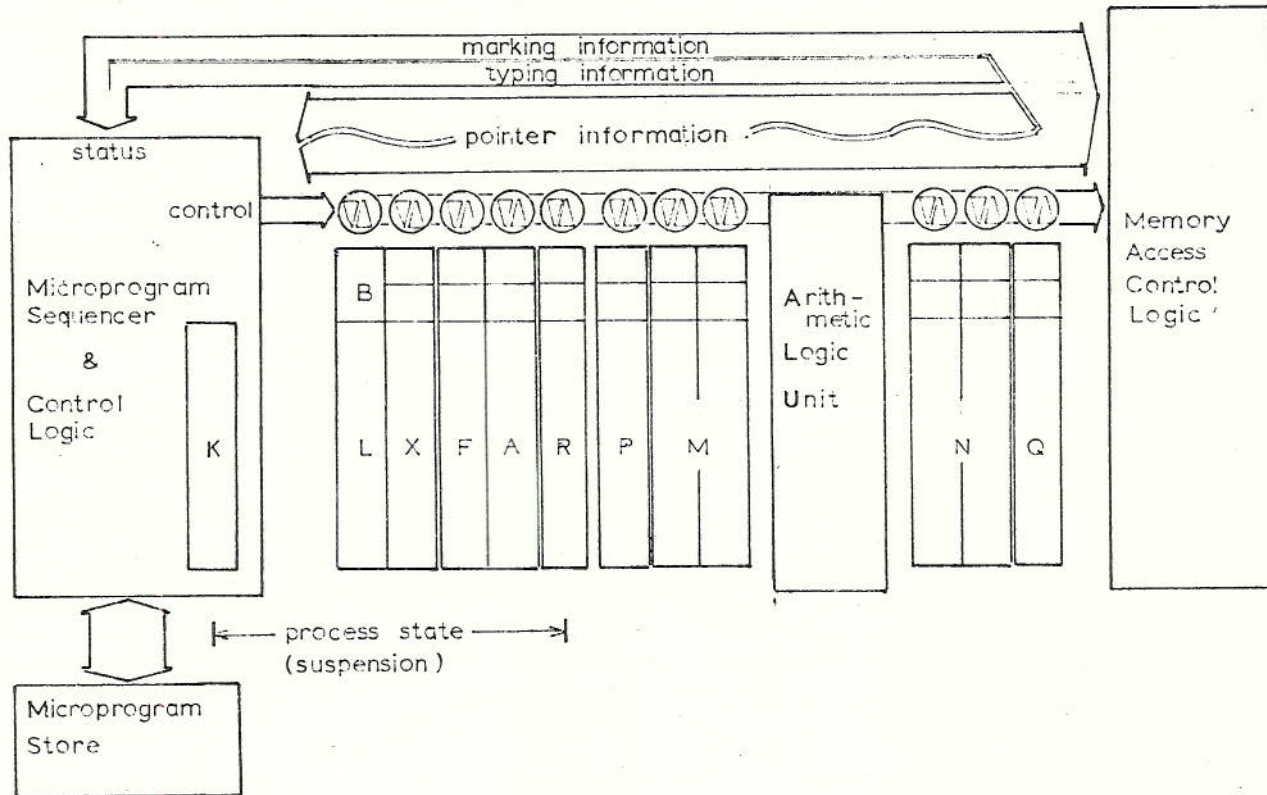 marking information
typing information
pointer information
status
control
Microprogram
Sequencer
&
Control
Logic
K
B
L X F A R P M
Arith-
metic
Logic
Unit
N Q
Memory
Access
Control
Logic
process state
(suspension)
Microprogram
Store